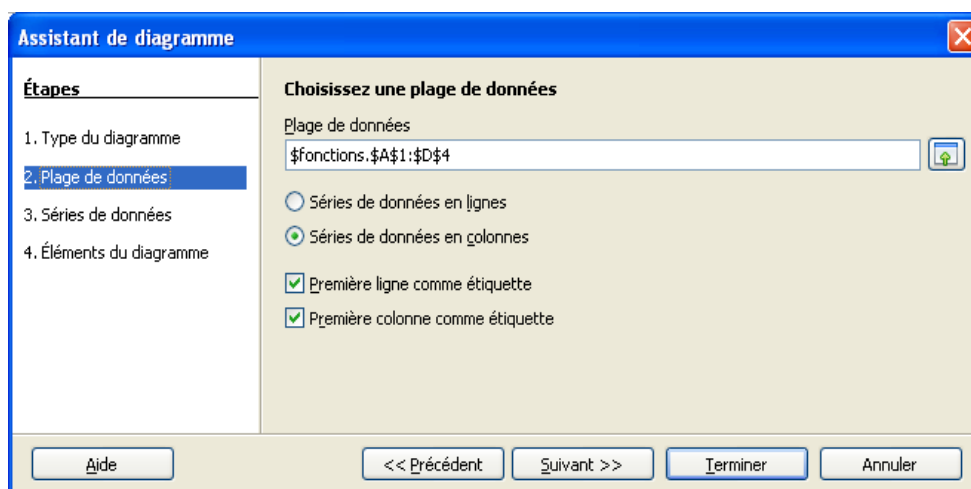 Assistant de diagramme
Étapes
1. Type du diagramme
2. Plage de données
3. Séries de données
4. Éléments du diagramme
Choisissez une plage de données
Plage de données
$fonctions.$A$1:$D$4
Séries de données en lignes
Séries de données en colonnes
Première ligne comme étiquette
Première colonne comme étiquette
Aide
<< Précédent
Suivant >>
Terminer
Annuler